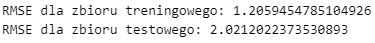 RMSE dla zbioru treningowego: 1.2059454785104926
RMSE dla zbioru testowego: 2.0212022373530893